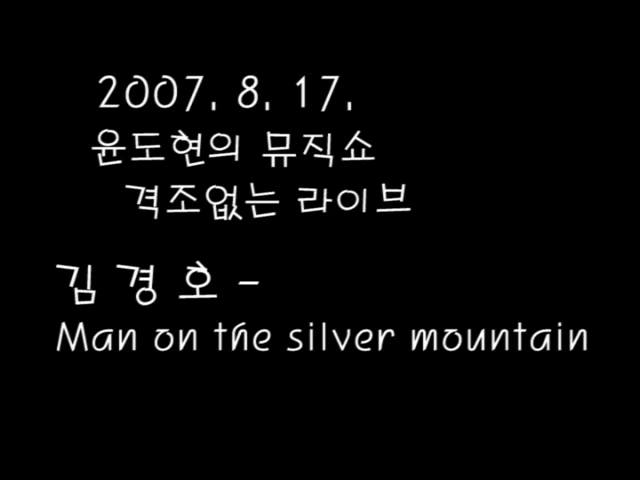 2007. 8. 17.
윤도현의 뮤직쇼
격조없는 라이브
김 경 호 -
Man on the silver mountain